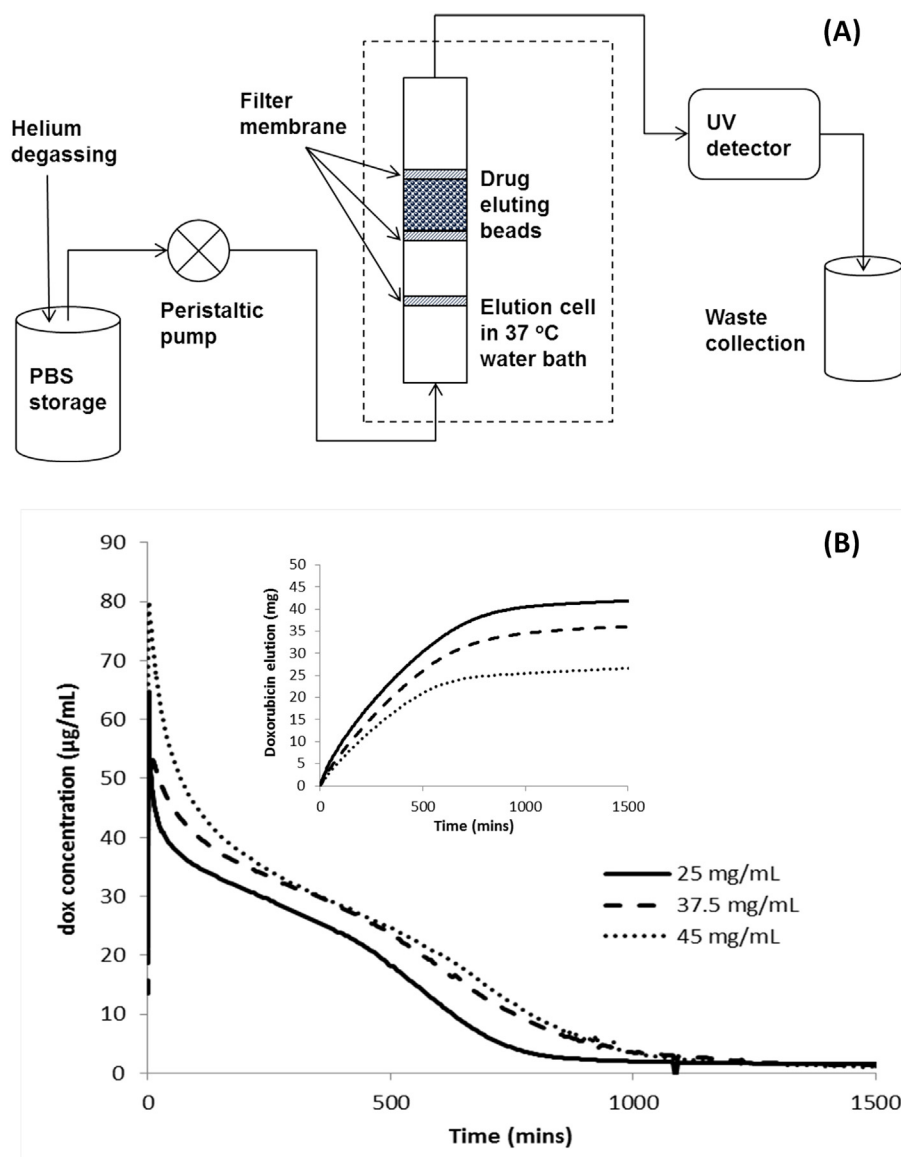 (A)
Helium
degassing
Filter
membrane
Drug
eluting
beads
UV
detector
Peristaltic
pump
Elution cell
in 37 ºC
water bath
PBS
storage
Waste
collection
(B)
dox concentration (µg/mL)
90
80
70
60
50
40
30
20
10
0
0
500
1000
1500
Time (mins)
Doxorubicin elution (mg)
50
45
40
35
30
25
20
15
10
5
0
0
500
1000
1500
Time (mins)
25 mg/mL
37.5 mg/mL
45 mg/mL